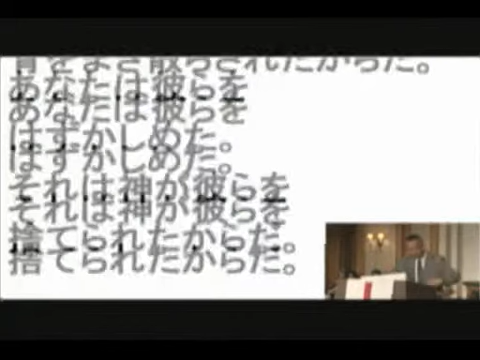 骨をまき散らされたからだ。
あなたは彼らを
はずかしめた。
それは神が彼らを
捨てられたからだ。